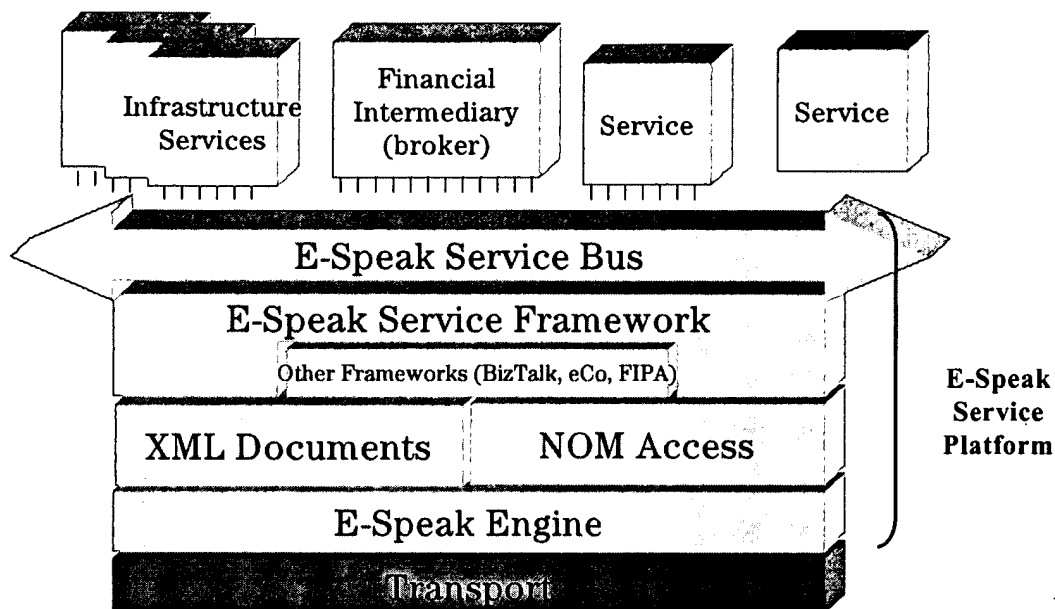 Infrastructure
Services
Financial
Intermediary
(broker)
Service
Service
E-Speak Service Bus
E-Speak Service Framework
Other Frameworks (BizTalk, eCo, FIPA)
XML Documents
NOM Access
E-Speak Engine
Transport
E-Speak
Service
Platform